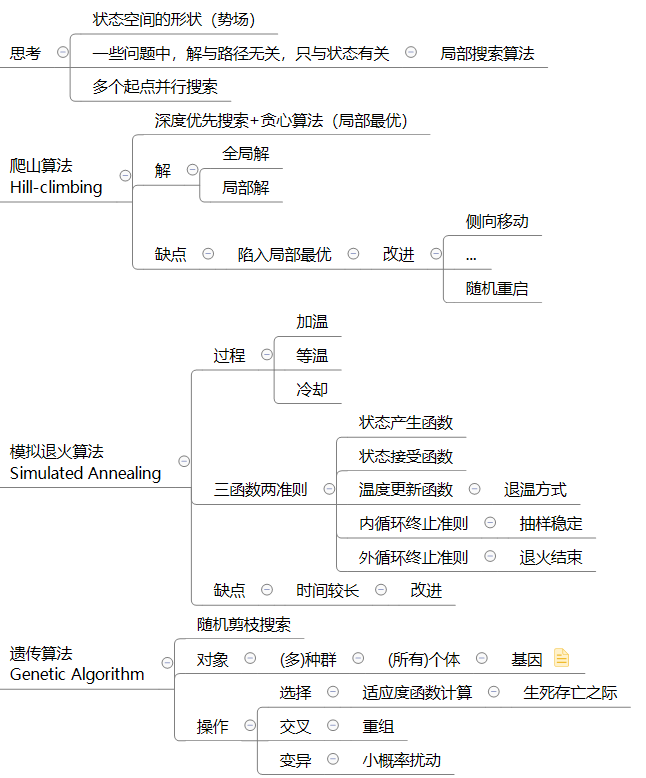 状态空间的形状（势场）
思考
一些问题中，解与路径无关，只与状态有关
局部搜索算法
多个起点并行搜索
深度优先搜索+贪心算法（局部最优）
爬山算法
Hill-climbing
解
全局解
局部解
缺点
陷入局部最优
改进
侧向移动
...
随机重启
模拟退火算法
Simulated Annealing
过程
加温
等温
冷却
三函数两准则
状态产生函数
状态接受函数
温度更新函数
退温方式
内循环终止准则
抽样稳定
外循环终止准则
退火结束
缺点
时间较长
改进
遗传算法
Genetic Algorithm
随机剪枝搜索
对象
(多)种群
(所有)个体
基因
操作
选择
适应度函数计算
生死存亡之际
交叉
重组
变异
小概率扰动